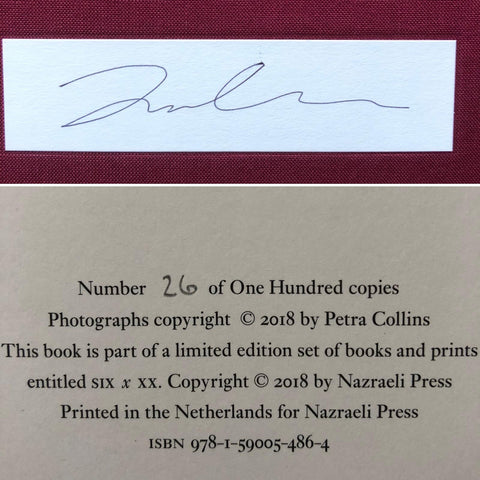 Number 26 of One Hundred copies
Photographs copyright © 2018 by Petra Collins
This book is part of a limited edition set of books and prints
entitled SIX x XX. Copyright © 2018 by Nazraeli Press
Printed in the Netherlands for Nazraeli Press
ISBN 978-1-59005-486-4